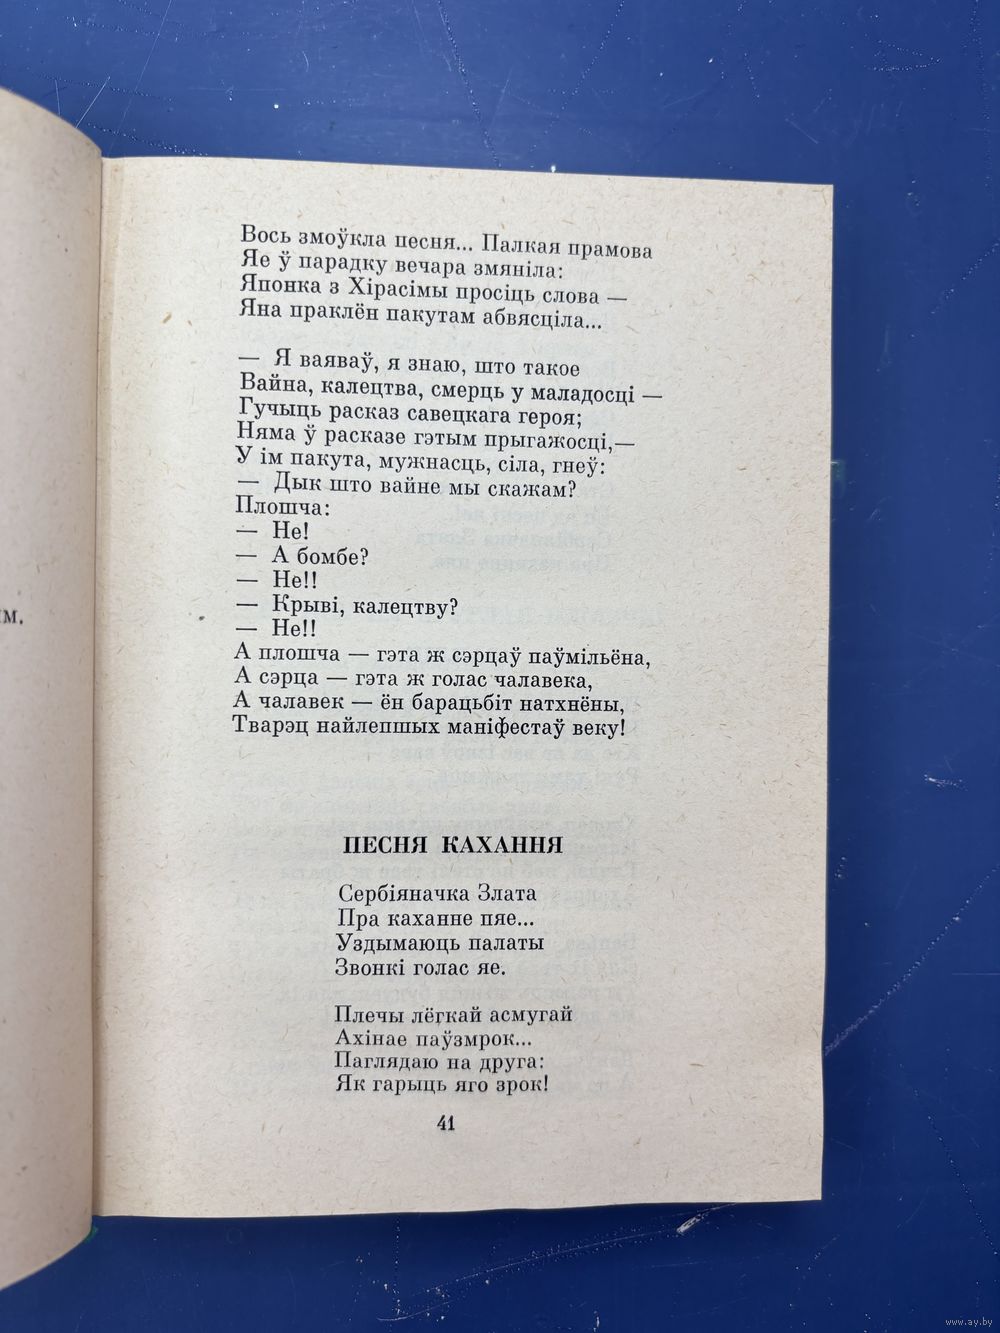 Вось змоўкла песня... Палкая прамова
Яе ў парадку вечара змяніла:
Японка з Хірасімы просіць слова —
Яна праклён пакутам абвясціла...
— Я ваяваў, я знаю, што такое
Вайна, калецтва, смерць у маладосці —
Гучыць расказ савецкага героя;
Няма ў расказе гэтым прыгажосці,—
У ім пакута, мужнасць, сіла, гнеў:
— Дык што вайне мы скажам?
Плошча:
— Не!
— А бомбе?
— Не!!
— Крыві, калецтву?
— Не!!
А плошча — гэта ж сэрцаў паўмільёна,
А сэрца — гэта ж голас чалавека,
А чалавек — ён барацьбіт натхнёны,
Тварэц найлепшых маніфестаў веку!
ПЕСНЯ КАХАННЯ
Сербіяначка Злата
Пра каханне пяе...
Уздымаюць палаты
Звонкі голас яе.
Плечы лёгкай асмугай
Ахінае паўзмрок...
Паглядаю на друга:
Як гарыць яго зрок!
41
www.ay.by